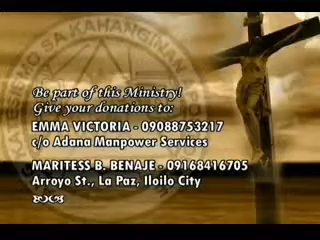 Be part of this Ministry!
Give your donations to:
EMMA VICTORIA - 09088753217
c/o Adana Manpower Services
MARITESS B. BENAJE - 09168416705
Arroyo St., La Paz, Iloilo City